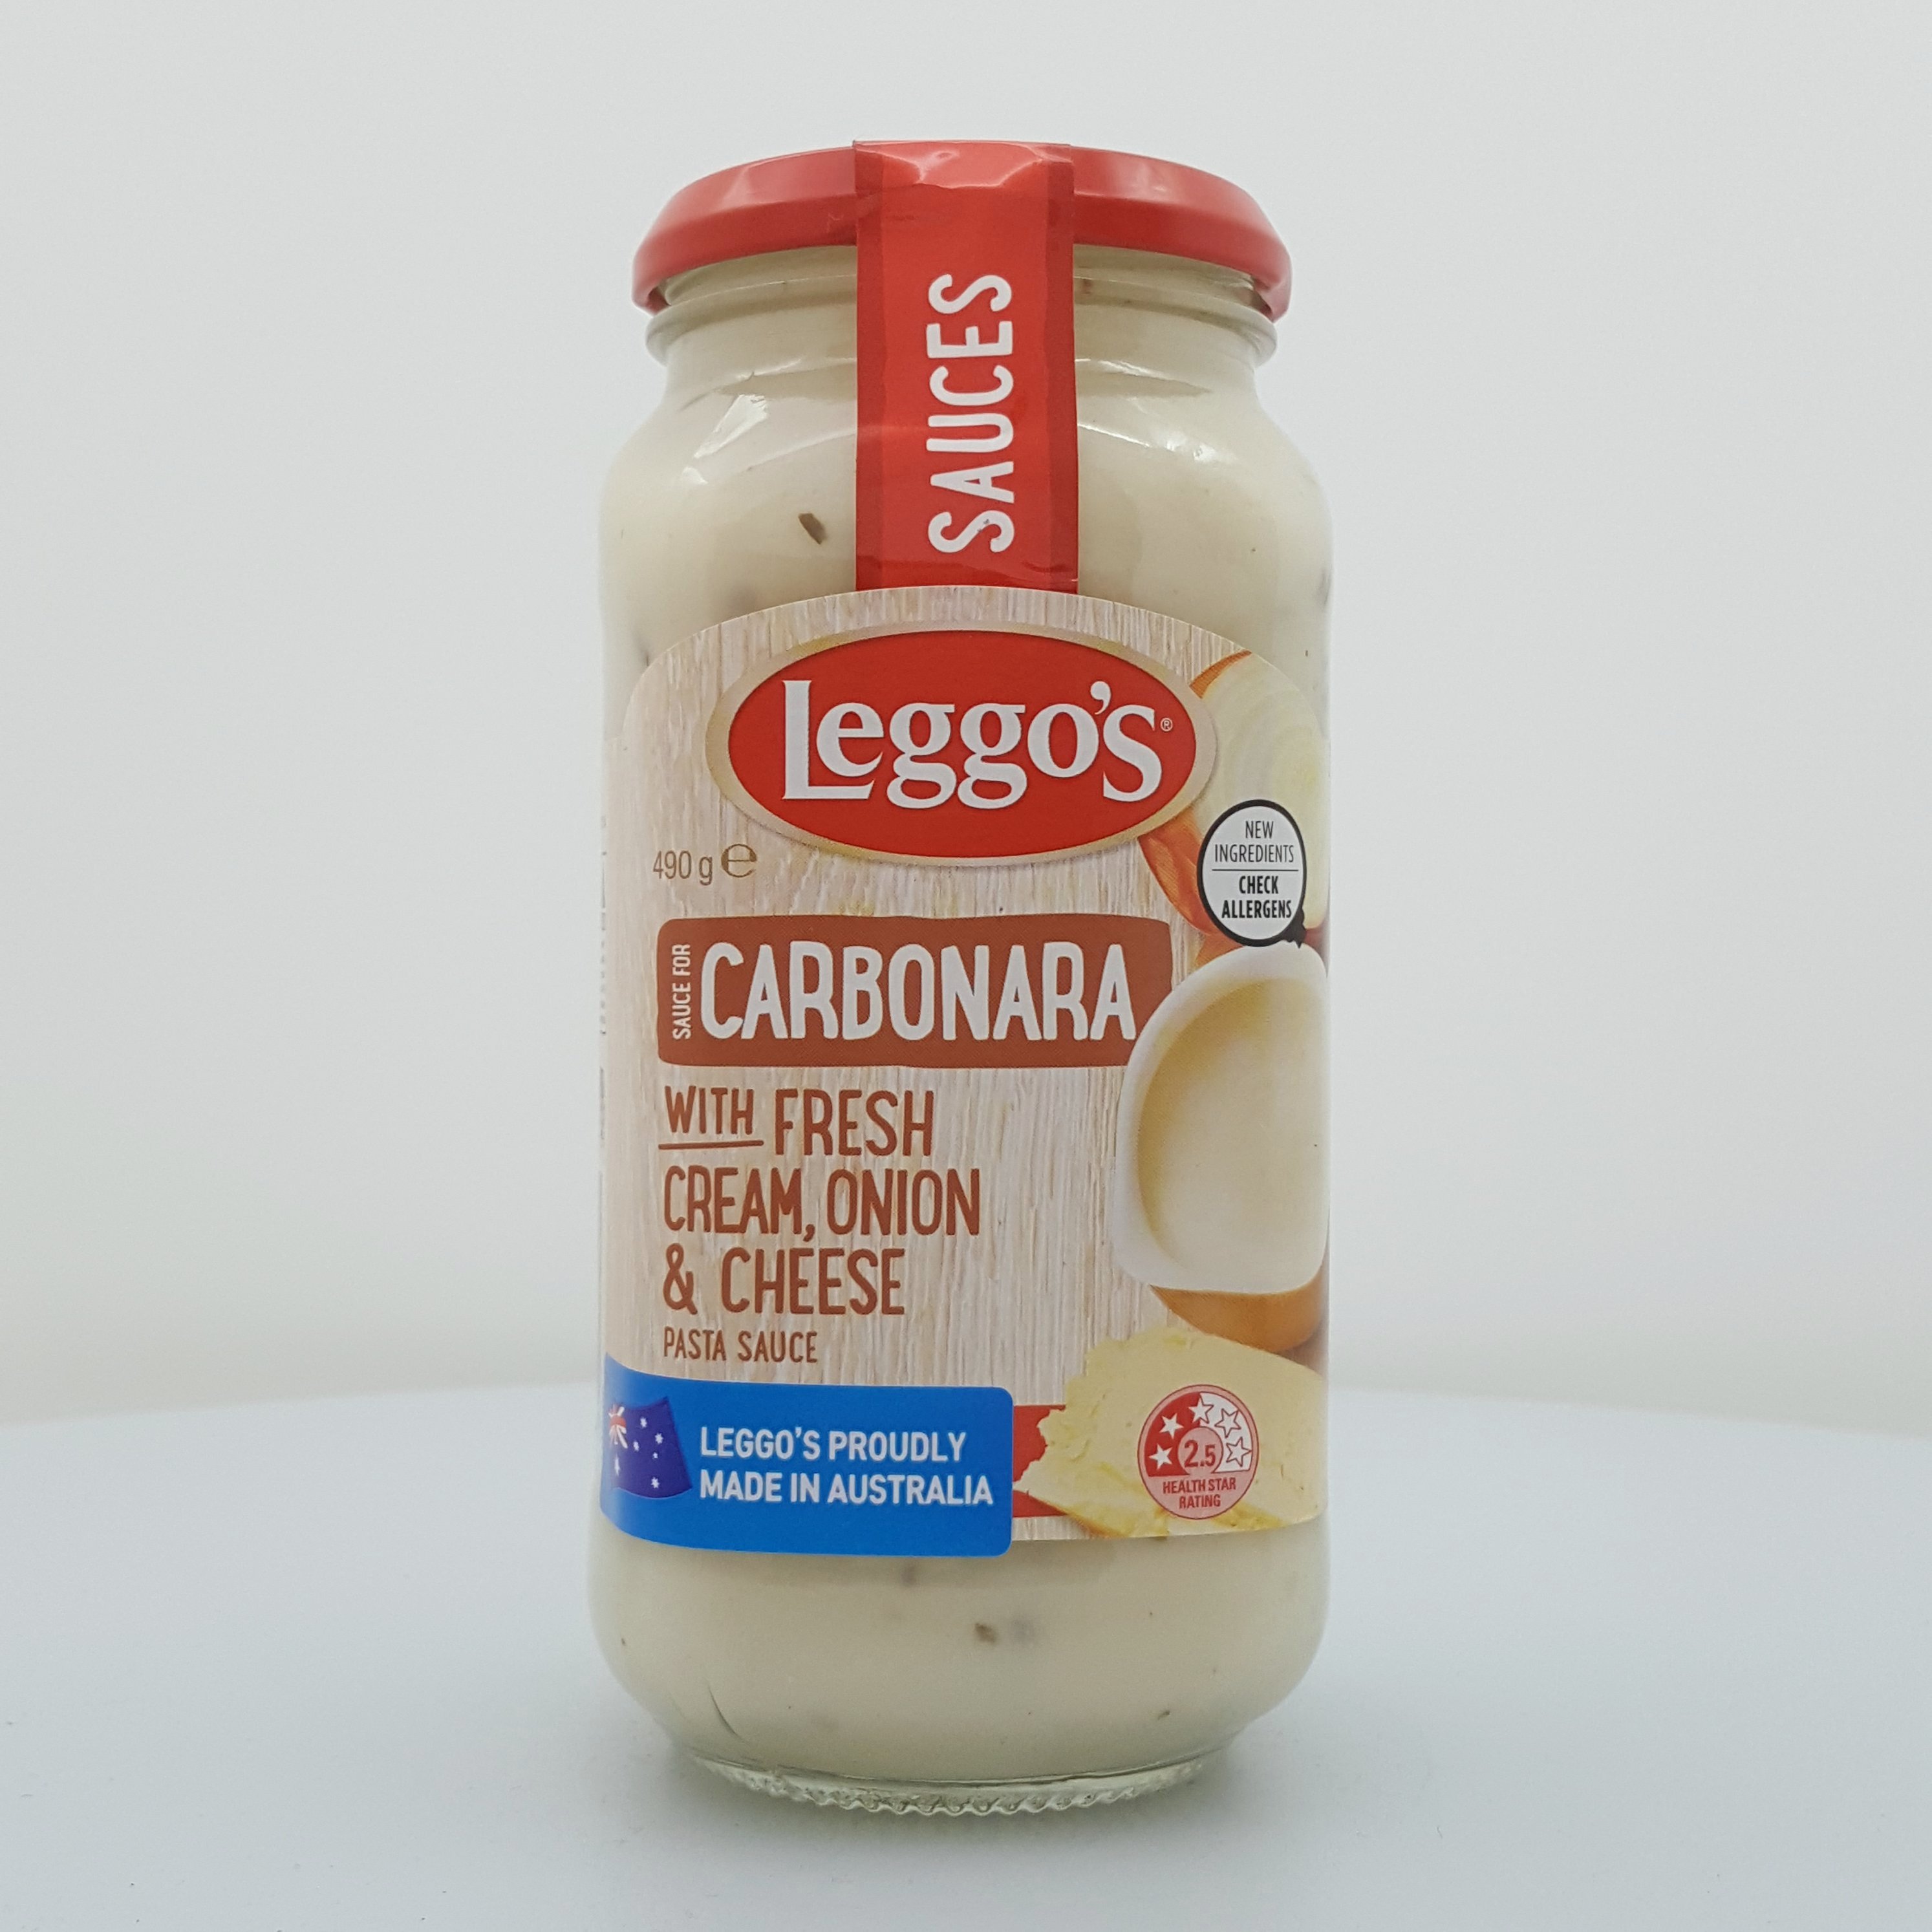 SAUCES
Leggo's®
490 g ℮
NEW
INGREDIENTS
CHECK
ALLERGENS
SAUCE FOR
CARBONARA
WITH FRESH
CREAM, ONION
& CHEESE
PASTA SAUCE
LEGGO'S PROUDLY
MADE IN AUSTRALIA
2.5
HEALTH STAR
RATING